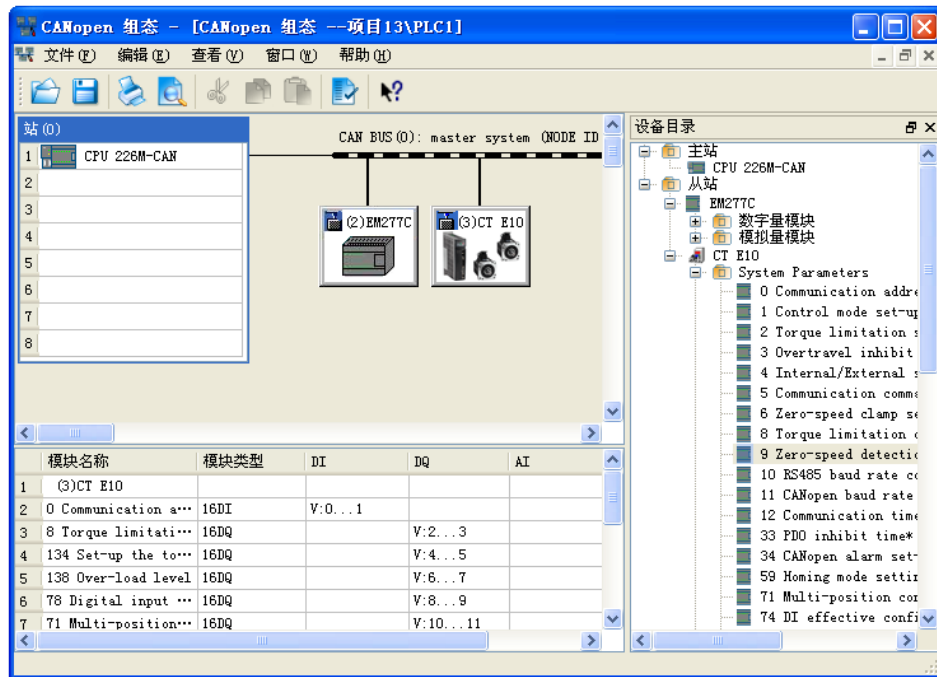 CANopen 组态 - [CANopen 组态 --项目13\PLC1]
文件(F) 编辑(E) 查看(V) 窗口(W) 帮助(H)
站(0)
1 CPU 226M-CAN
2
3
4
5
6
7
8
CAN BUS(0): master system (NODE ID
(2)EM277C
(3)CT E10
模块名称 模块类型 DI DQ AI
1 (3)CT E10
2 0 Communication a··· 16DI V:0...1
3 8 Torque limitati··· 16DQ V:2...3
4 134 Set-up the to··· 16DQ V:4...5
5 138 Over-load level 16DQ V:6...7
6 78 Digital input ··· 16DQ V:8...9
7 71 Multi-position··· 16DQ V:10...11
设备目录
主站
CPU 226M-CAN
从站
EM277C
数字量模块
模拟量模块
CT E10
System Parameters
0 Communication addre
1 Control mode set-up
2 Torque limitation s
3 Overtravel inhibit
4 Internal/External s
5 Communication comma
6 Zero-speed clamp se
8 Torque limitation c
9 Zero-speed detectic
10 RS485 baud rate co
11 CANopen baud rate
12 Communication time
33 PDO inhibit time*
34 CANopen alarm set-
59 Homing mode settin
71 Multi-position con
74 DI effective confi